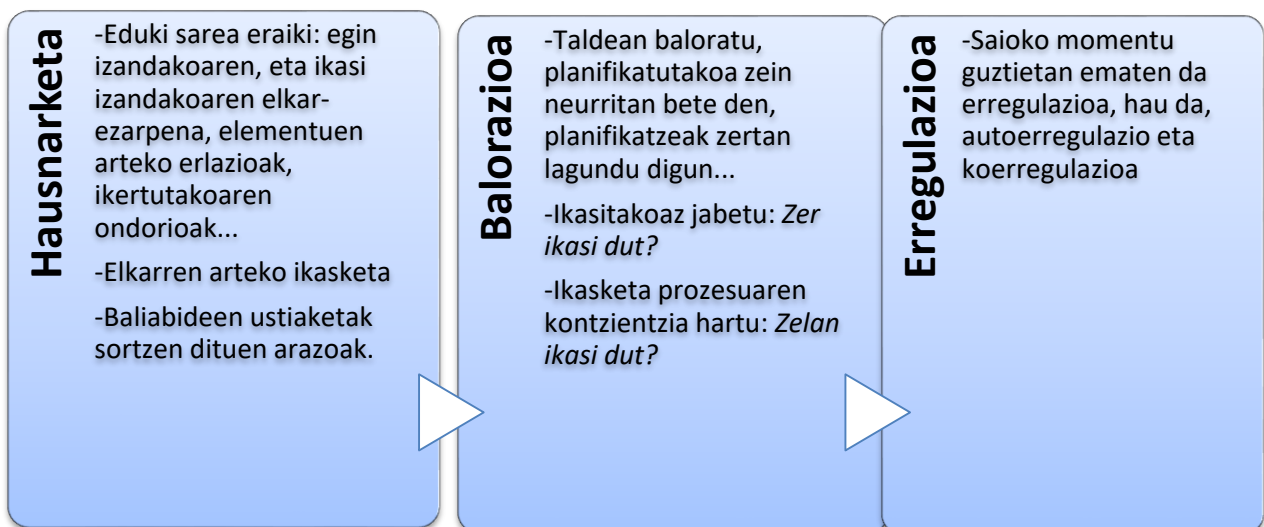 Hausnarketa
-Eduki sarea eraiki: egin
izandakoaren, eta ikasi
izandakoaren elkar-
ezarpena, elementuen
arteko erlazioak,
ikertutakoaren
ondorioak...
-Elkarren arteko ikasketa
-Baliabideen ustiaketak
sortzen dituen arazoak.
Balorazioa
-Taldean baloratu,
planifikatutakoa zein
neurritan bete den,
planifikatzeak zertan
lagundu digun...
-Ikasitakoaz jabetu: Zer
ikasi dut?
-Ikasketa prozesuaren
kontzientzia hartu: Zelan
ikasi dut?
Erregulazioa
-Saioko momentu
guztietan ematen da
erregulazioa, hau da,
autoerregulazio eta
koerregulazioa